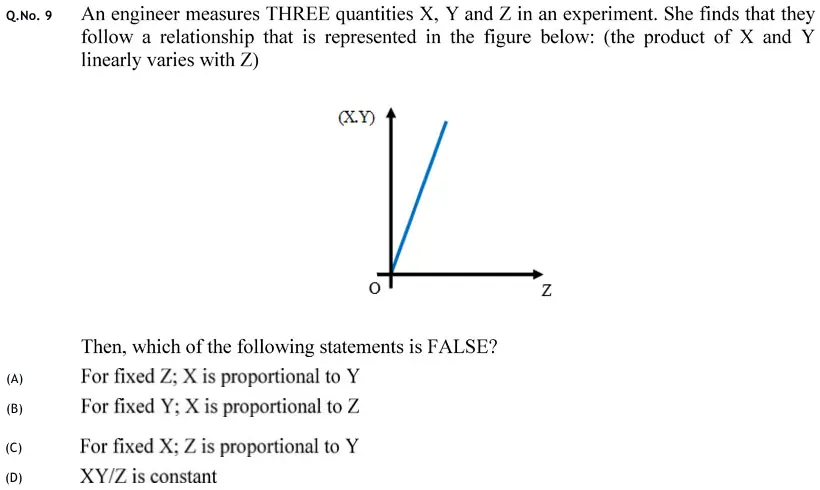 Q.No. 9 An engineer measures THREE quantities X, Y and Z in an experiment. She finds that they
follow a relationship that is represented in the figure below: (the product of X and Y
linearly varies with Z)
(X.Y)
O
Z
Then, which of the following statements is FALSE?
(A) For fixed Z; X is proportional to Y
(B) For fixed Y; X is proportional to Z
(C) For fixed X; Z is proportional to Y
(D) XY/Z is constant